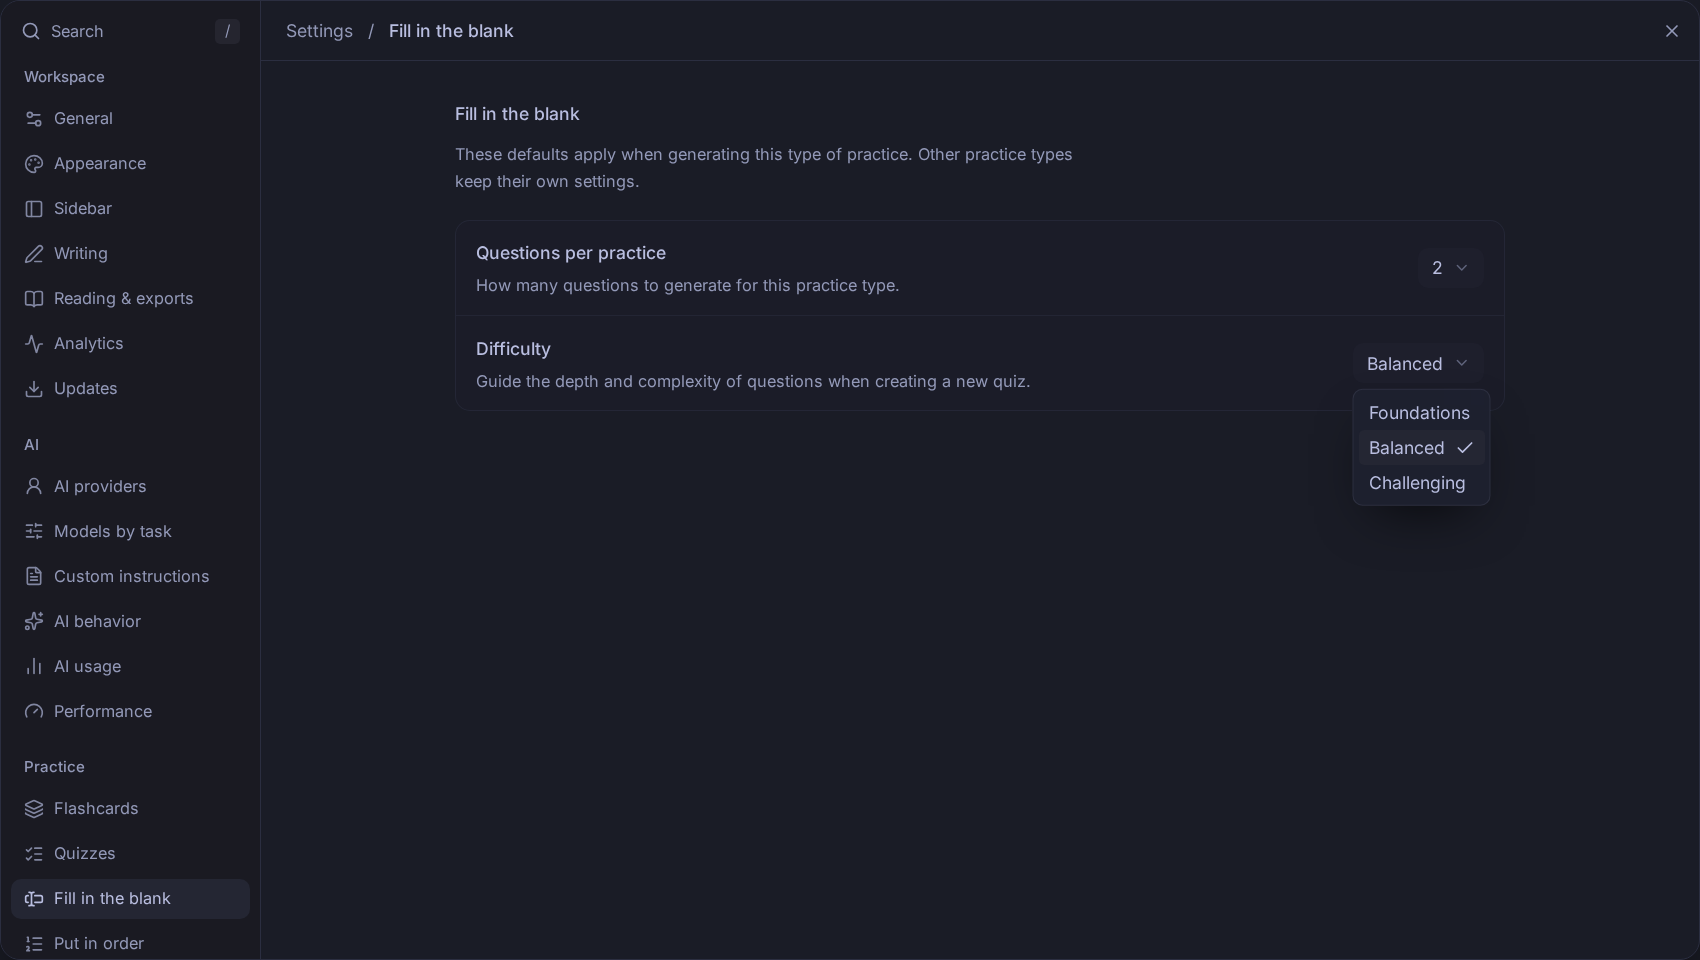 Search /
Workspace
General
Appearance
Sidebar
Writing
Reading & exports
Analytics
Updates
AI
AI providers
Models by task
Custom instructions
AI behavior
AI usage
Performance
Practice
Flashcards
Quizzes
Fill in the blank
Put in order
Settings / Fill in the blank
Fill in the blank
These defaults apply when generating this type of practice. Other practice types
keep their own settings.
Questions per practice
How many questions to generate for this practice type.
2
Difficulty
Guide the depth and complexity of questions when creating a new quiz.
Balanced
Foundations
Balanced
Challenging